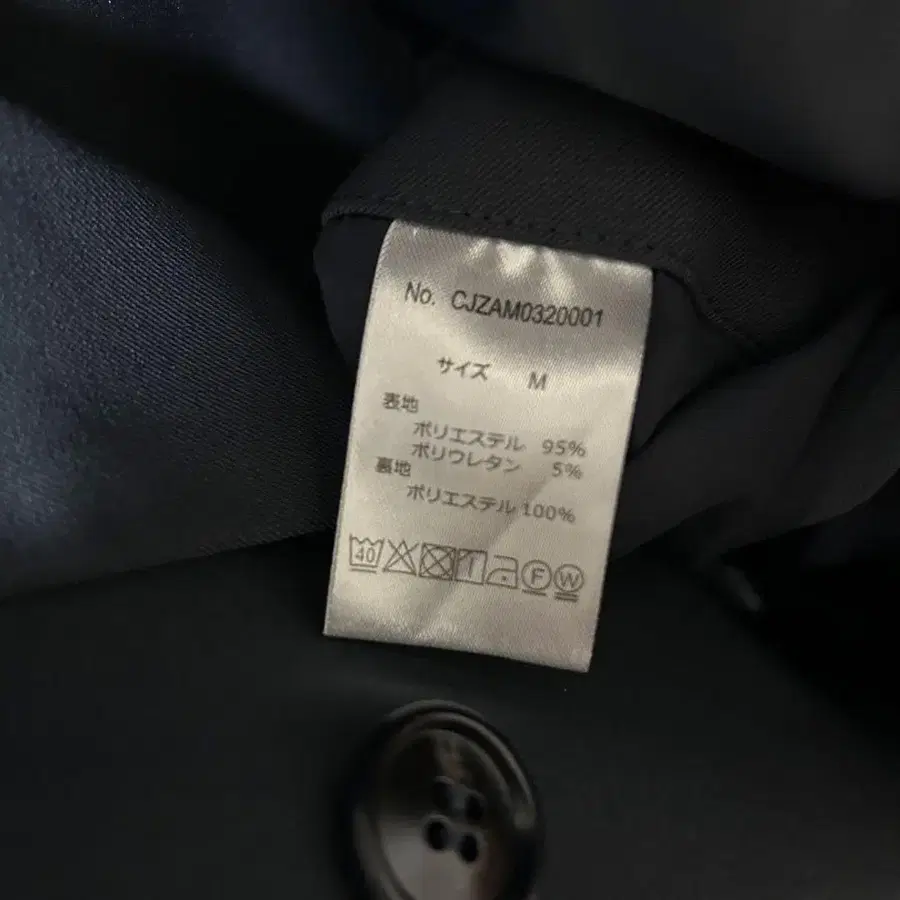 No. CJZAM0320001
サイズ M
表地
ポリエステル 95%
ポリウレタン 5%
裏地
ポリエステル 100%
40 F W